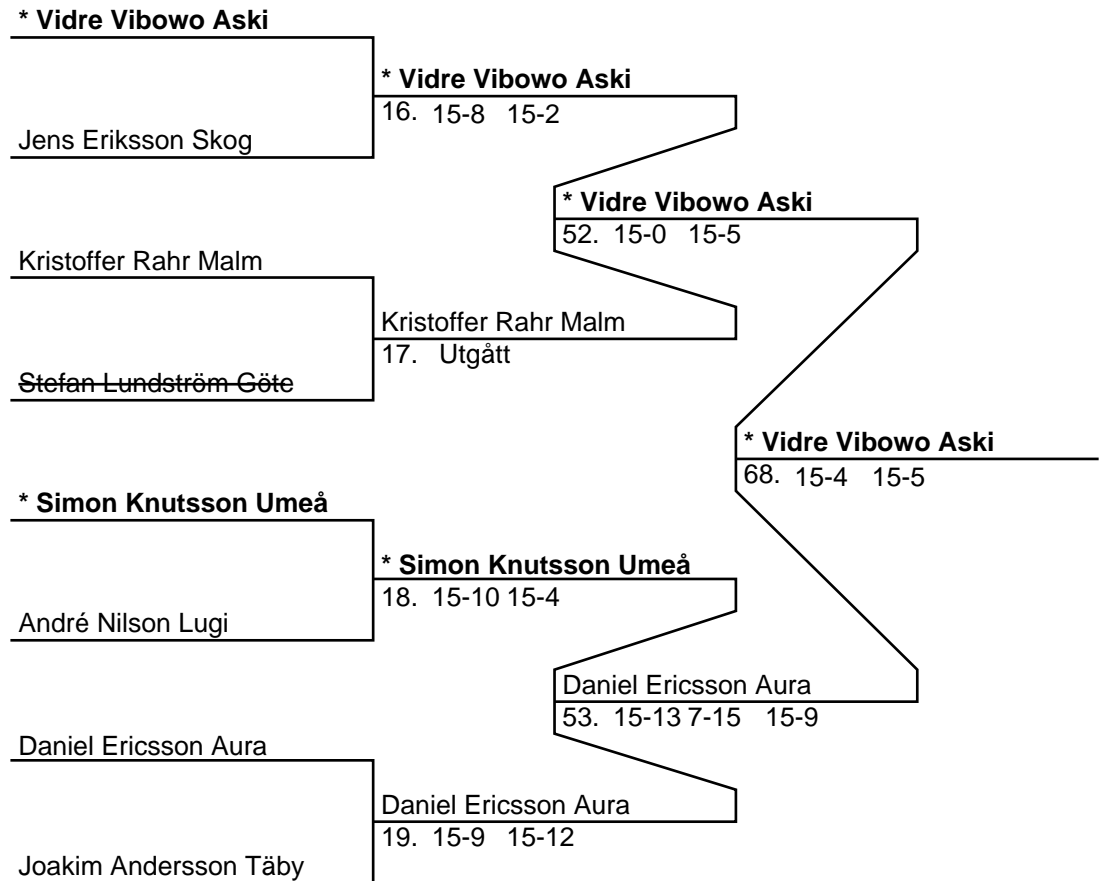 * Vidre Vibowo Aski
* Vidre Vibowo Aski
16. 15-8 15-2
Jens Eriksson Skog
* Vidre Vibowo Aski
52. 15-0 15-5
Kristoffer Rahr Malm
Kristoffer Rahr Malm
17. Utgått
Stefan Lundström Göte
* Vidre Vibowo Aski
68. 15-4 15-5
* Simon Knutsson Umeå
* Simon Knutsson Umeå
18. 15-10 15-4
André Nilson Lugi
Daniel Ericsson Aura
53. 15-13 7-15 15-9
Daniel Ericsson Aura
Daniel Ericsson Aura
19. 15-9 15-12
Joakim Andersson Täby